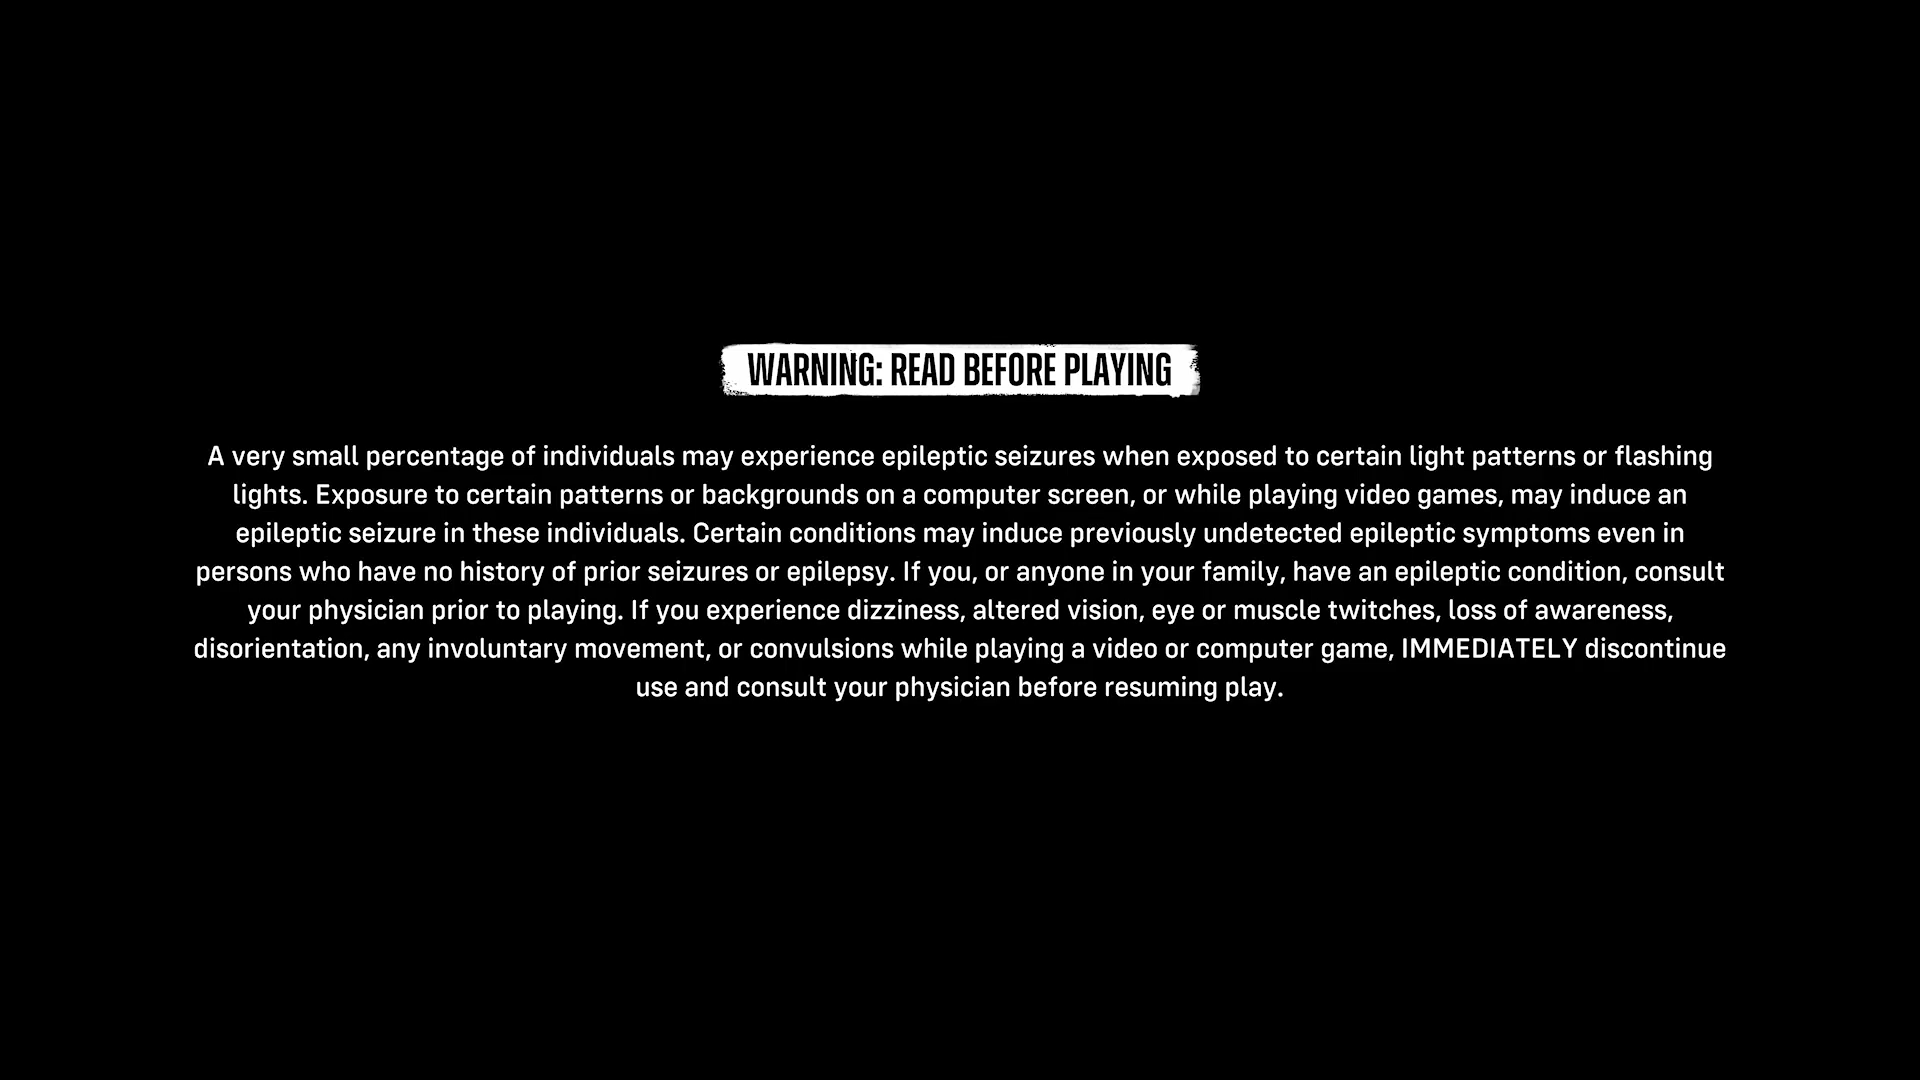 WARNING: READ BEFORE PLAYING
A very small percentage of individuals may experience epileptic seizures when exposed to certain light patterns or flashing
lights. Exposure to certain patterns or backgrounds on a computer screen, or while playing video games, may induce an
epileptic seizure in these individuals. Certain conditions may induce previously undetected epileptic symptoms even in
persons who have no history of prior seizures or epilepsy. If you, or anyone in your family, have an epileptic condition, consult
your physician prior to playing. If you experience dizziness, altered vision, eye or muscle twitches, loss of awareness,
disorientation, any involuntary movement, or convulsions while playing a video or computer game, IMMEDIATELY discontinue
use and consult your physician before resuming play.